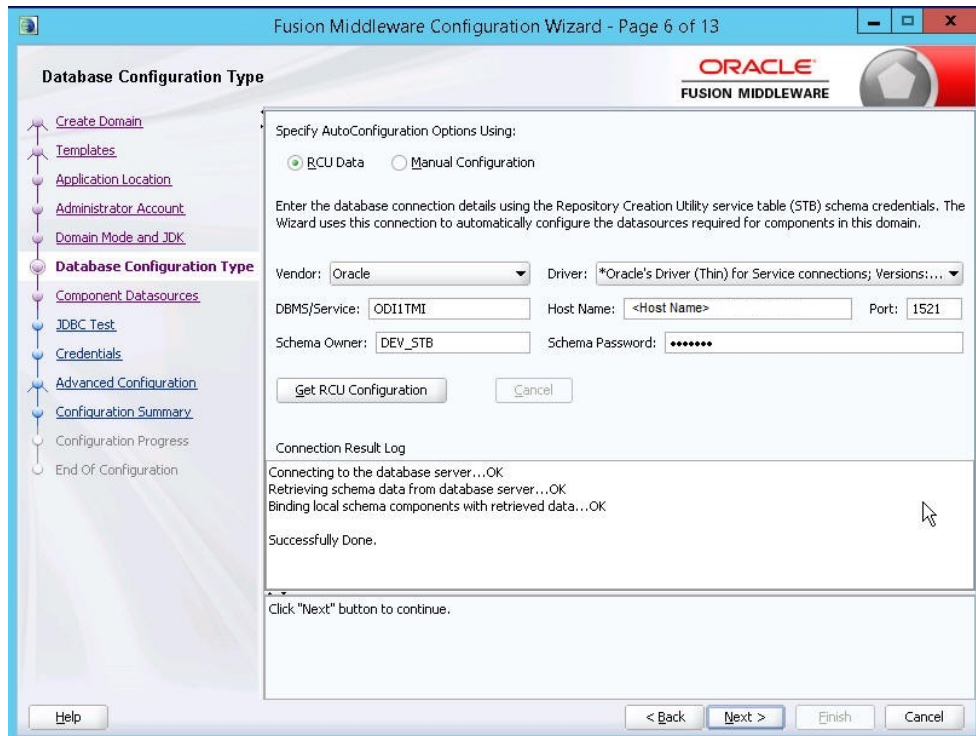 Fusion Middleware Configuration Wizard - Page 6 of 13
Database Configuration Type
ORACLE
FUSION MIDDLEWARE
Create Domain
Templates
Application Location
Administrator Account
Domain Mode and JDK
Database Configuration Type
Component Datasources
JDBC Test
Credentials
Advanced Configuration
Configuration Summary
Configuration Progress
End Of Configuration
Specify AutoConfiguration Options Using:
RCU Data Manual Configuration
Enter the database connection details using the Repository Creation Utility service table (STB) schema credentials. The
Wizard uses this connection to automatically configure the datasources required for components in this domain.
Vendor: Oracle Driver: *Oracle's Driver (Thin) for Service connections; Versions:...
DBMS/Service: ODI1TMI Host Name: <Host Name> Port: 1521
Schema Owner: DEV_STB Schema Password: •••••••
Get RCU Configuration Cancel
Connection Result Log
Connecting to the database server...OK
Retrieving schema data from database server...OK
Binding local schema components with retrieved data...OK
Successfully Done.
Click "Next" button to continue.
Help < Back Next > Finish Cancel